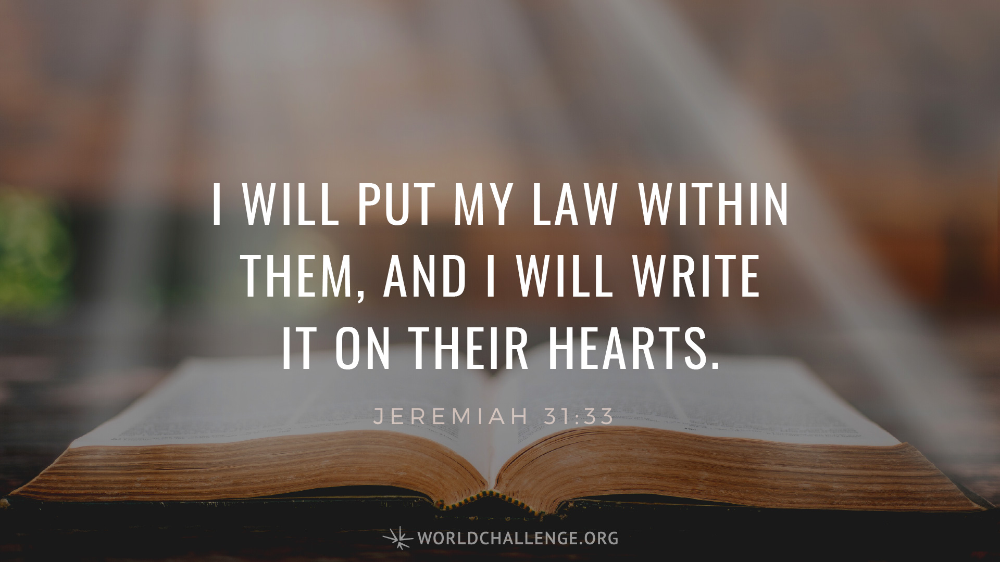 I WILL PUT MY LAW WITHIN
THEM, AND I WILL WRITE
IT ON THEIR HEARTS.
JEREMIAH 31:33
WORLDCHALLENGE.ORG